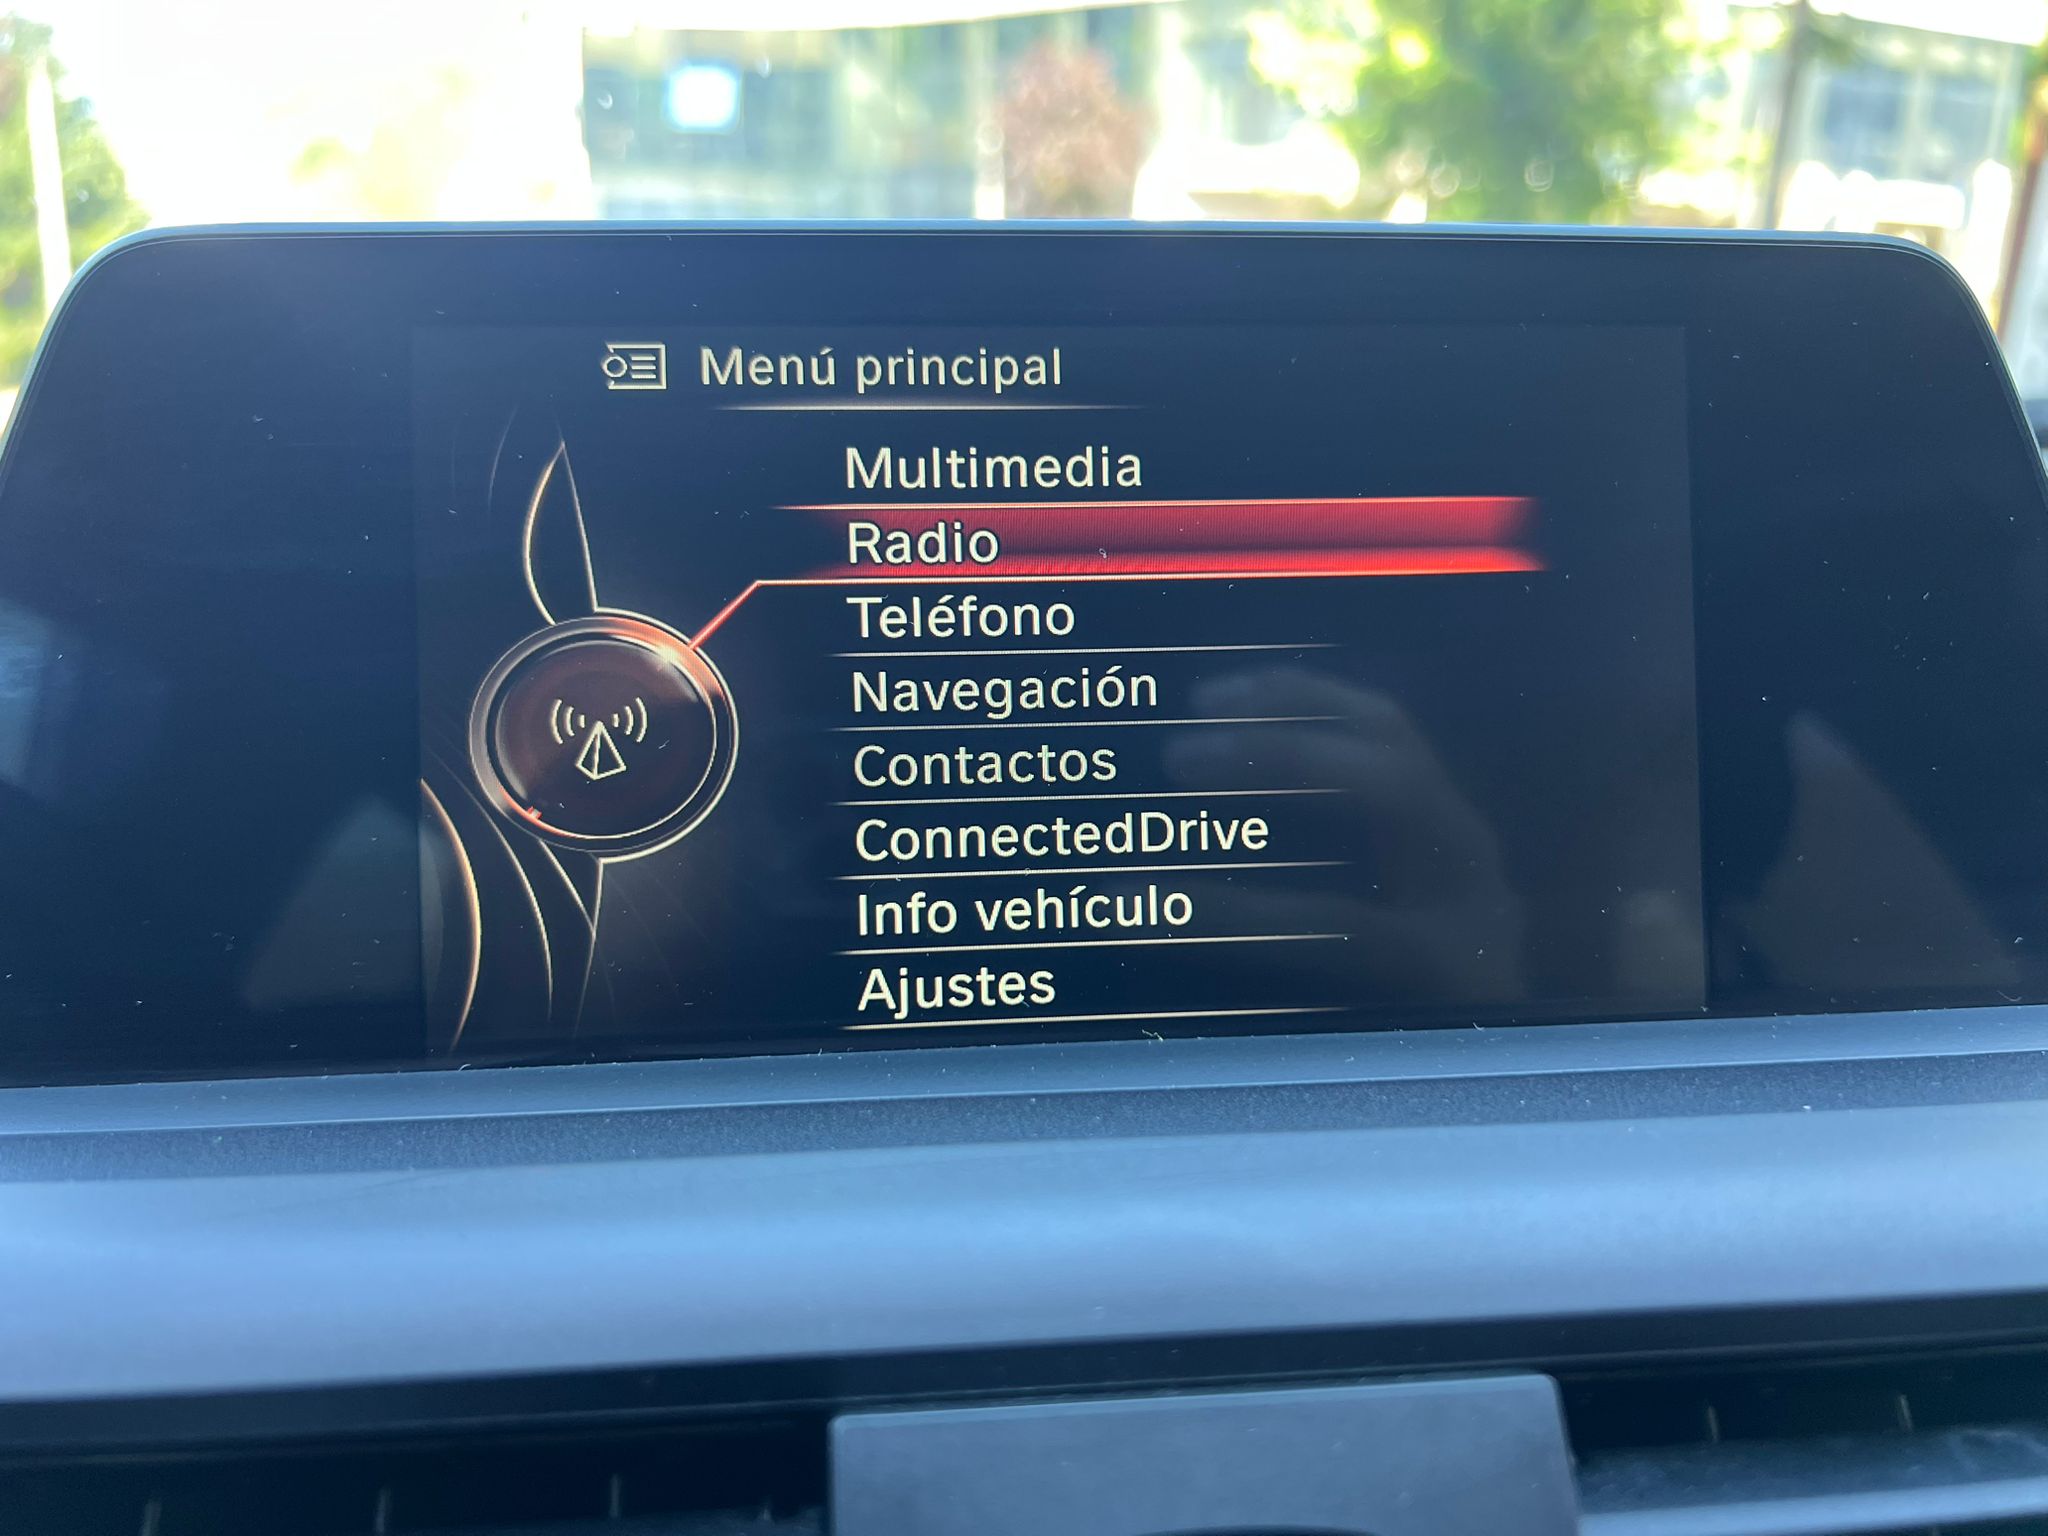 Menú principal
Multimedia
Radio
Teléfono
Navegación
Contactos
ConnectedDrive
Info vehículo
Ajustes